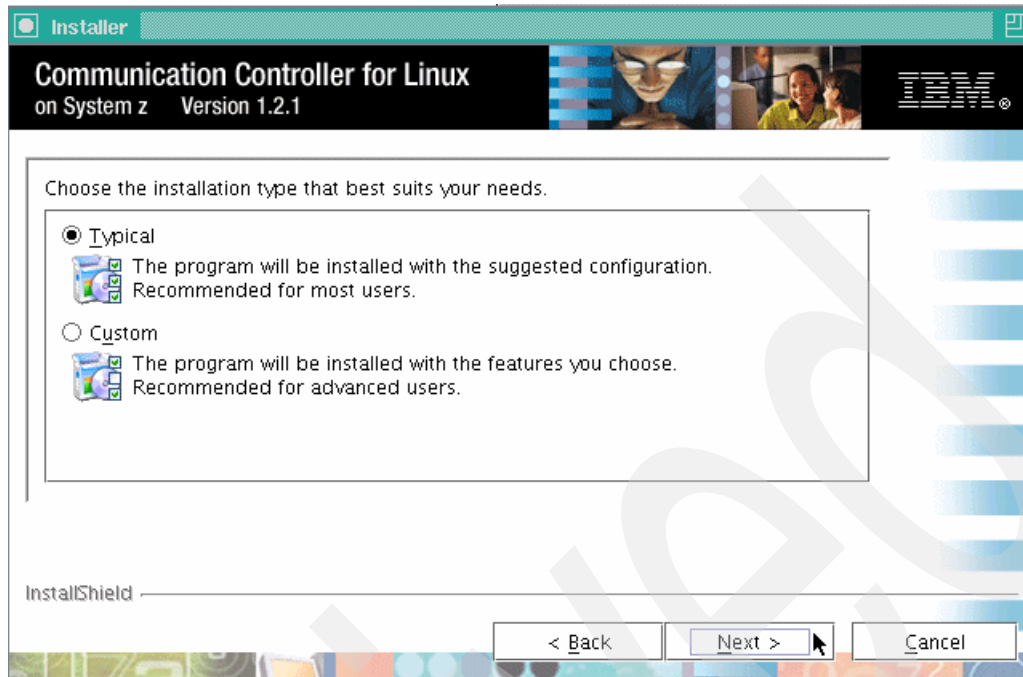 Installer
Communication Controller for Linux
on System z Version 1.2.1
IBM®
Choose the installation type that best suits your needs.
Typical
The program will be installed with the suggested configuration.
Recommended for most users.
Custom
The program will be installed with the features you choose.
Recommended for advanced users.
InstallShield
< Back
Next >
Cancel